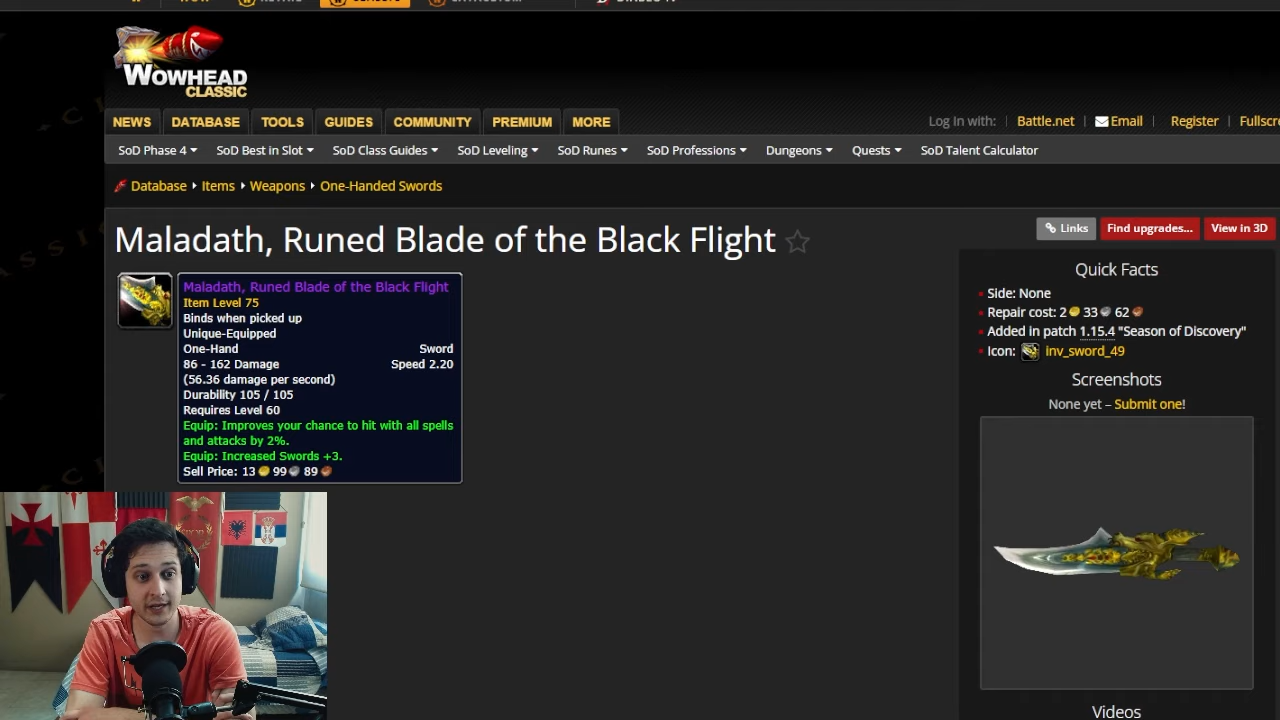 WOWHEAD
CLASSIC
NEWS DATABASE TOOLS GUIDES COMMUNITY PREMIUM MORE
Log In with: Battle.net Email Register
SoD Phase 4 SoD Best in Slot SoD Class Guides SoD Leveling SoD Runes SoD Professions Dungeons Quests SoD Talent Calculator
Database Items Weapons One-Handed Swords
Maladath, Runed Blade of the Black Flight
Links Find upgrades... View in 3D
Maladath, Runed Blade of the Black Flight
Item Level 75
Binds when picked up
Unique-Equipped
One-Hand Sword
86 - 162 Damage Speed 2.20
(56.36 damage per second)
Durability 105 / 105
Requires Level 60
Equip: Improves your chance to hit with all spells
and attacks by 2%.
Equip: Increased Swords +3.
Sell Price: 13 99 89
Quick Facts
Side: None
Repair cost: 2 33 62
Added in patch 1.15.4 "Season of Discovery"
Icon: inv_sword_49
Screenshots
None yet – Submit one!
Videos